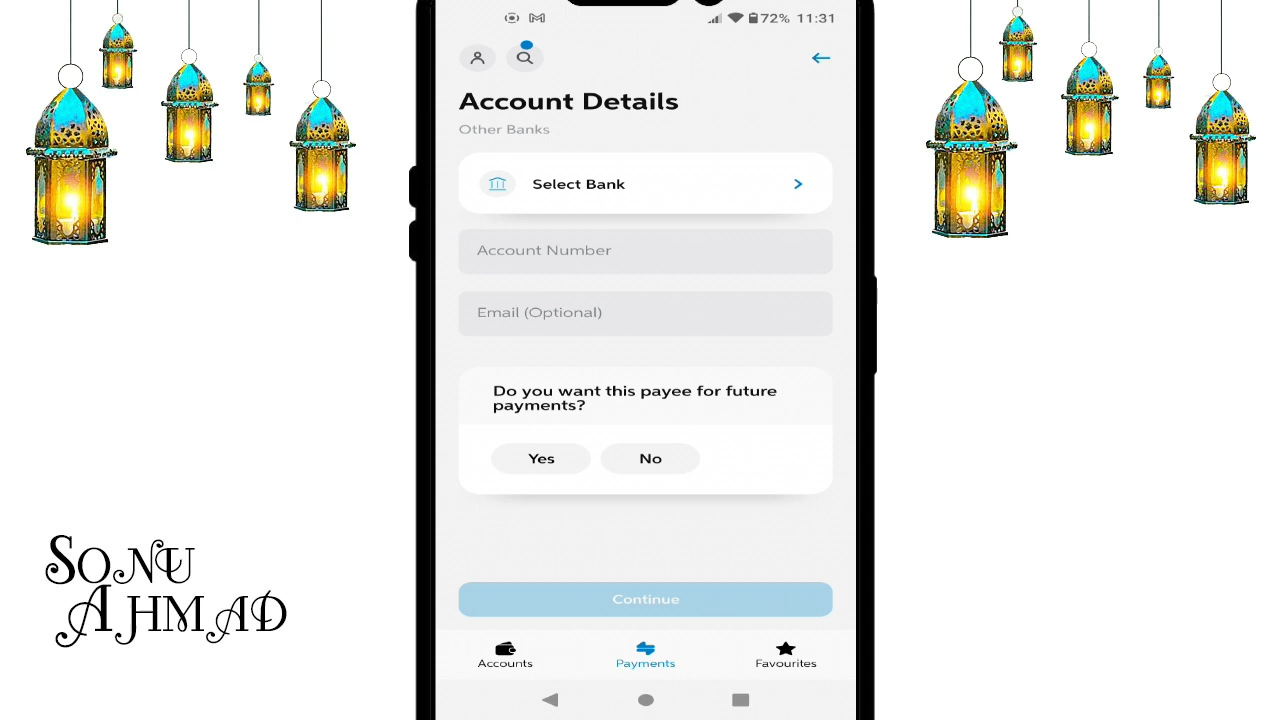 72% 11:31
Account Details
Other Banks
Select Bank
Account Number
Email (Optional)
Do you want this payee for future
payments?
Yes No
Continue
Accounts Payments Favourites
SONU
AHMAD